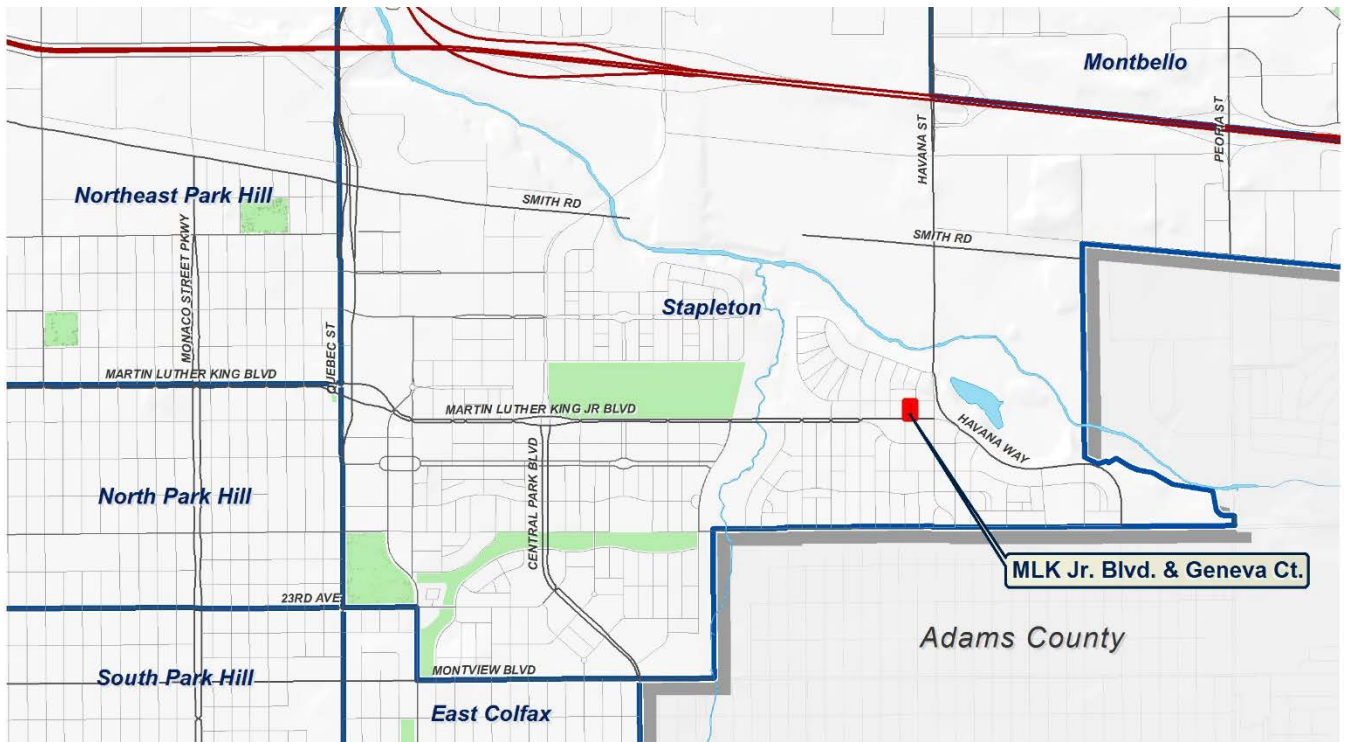 Montbello
HAVANA ST
PEORIA ST
Northeast Park Hill
SMITH RD
MONACO STREET PKWY
SMITH RD
Stapleton
QUEBEC ST
MARTIN LUTHER KING BLVD
MARTIN LUTHER KING JR BLVD
HAVANA WAY
CENTRAL PARK BLVD
North Park Hill
MLK Jr. Blvd. & Geneva Ct.
23RD AVE
Adams County
MONTVIEW BLVD
South Park Hill
East Colfax